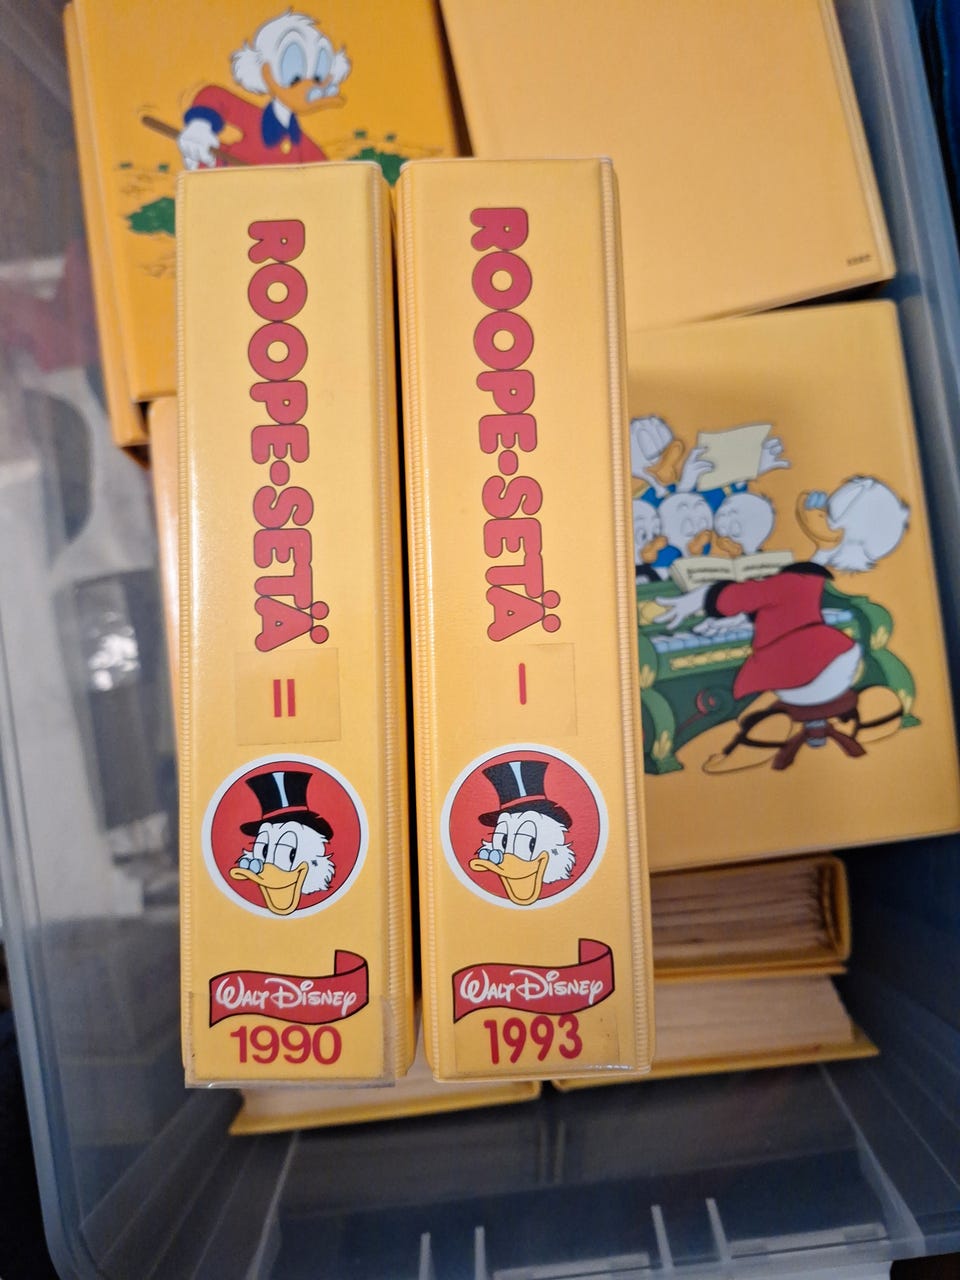 ROOPE-SETÄ
II
WALT DISNEY
1990
ROOPE-SETÄ
I
WALT DISNEY
1993